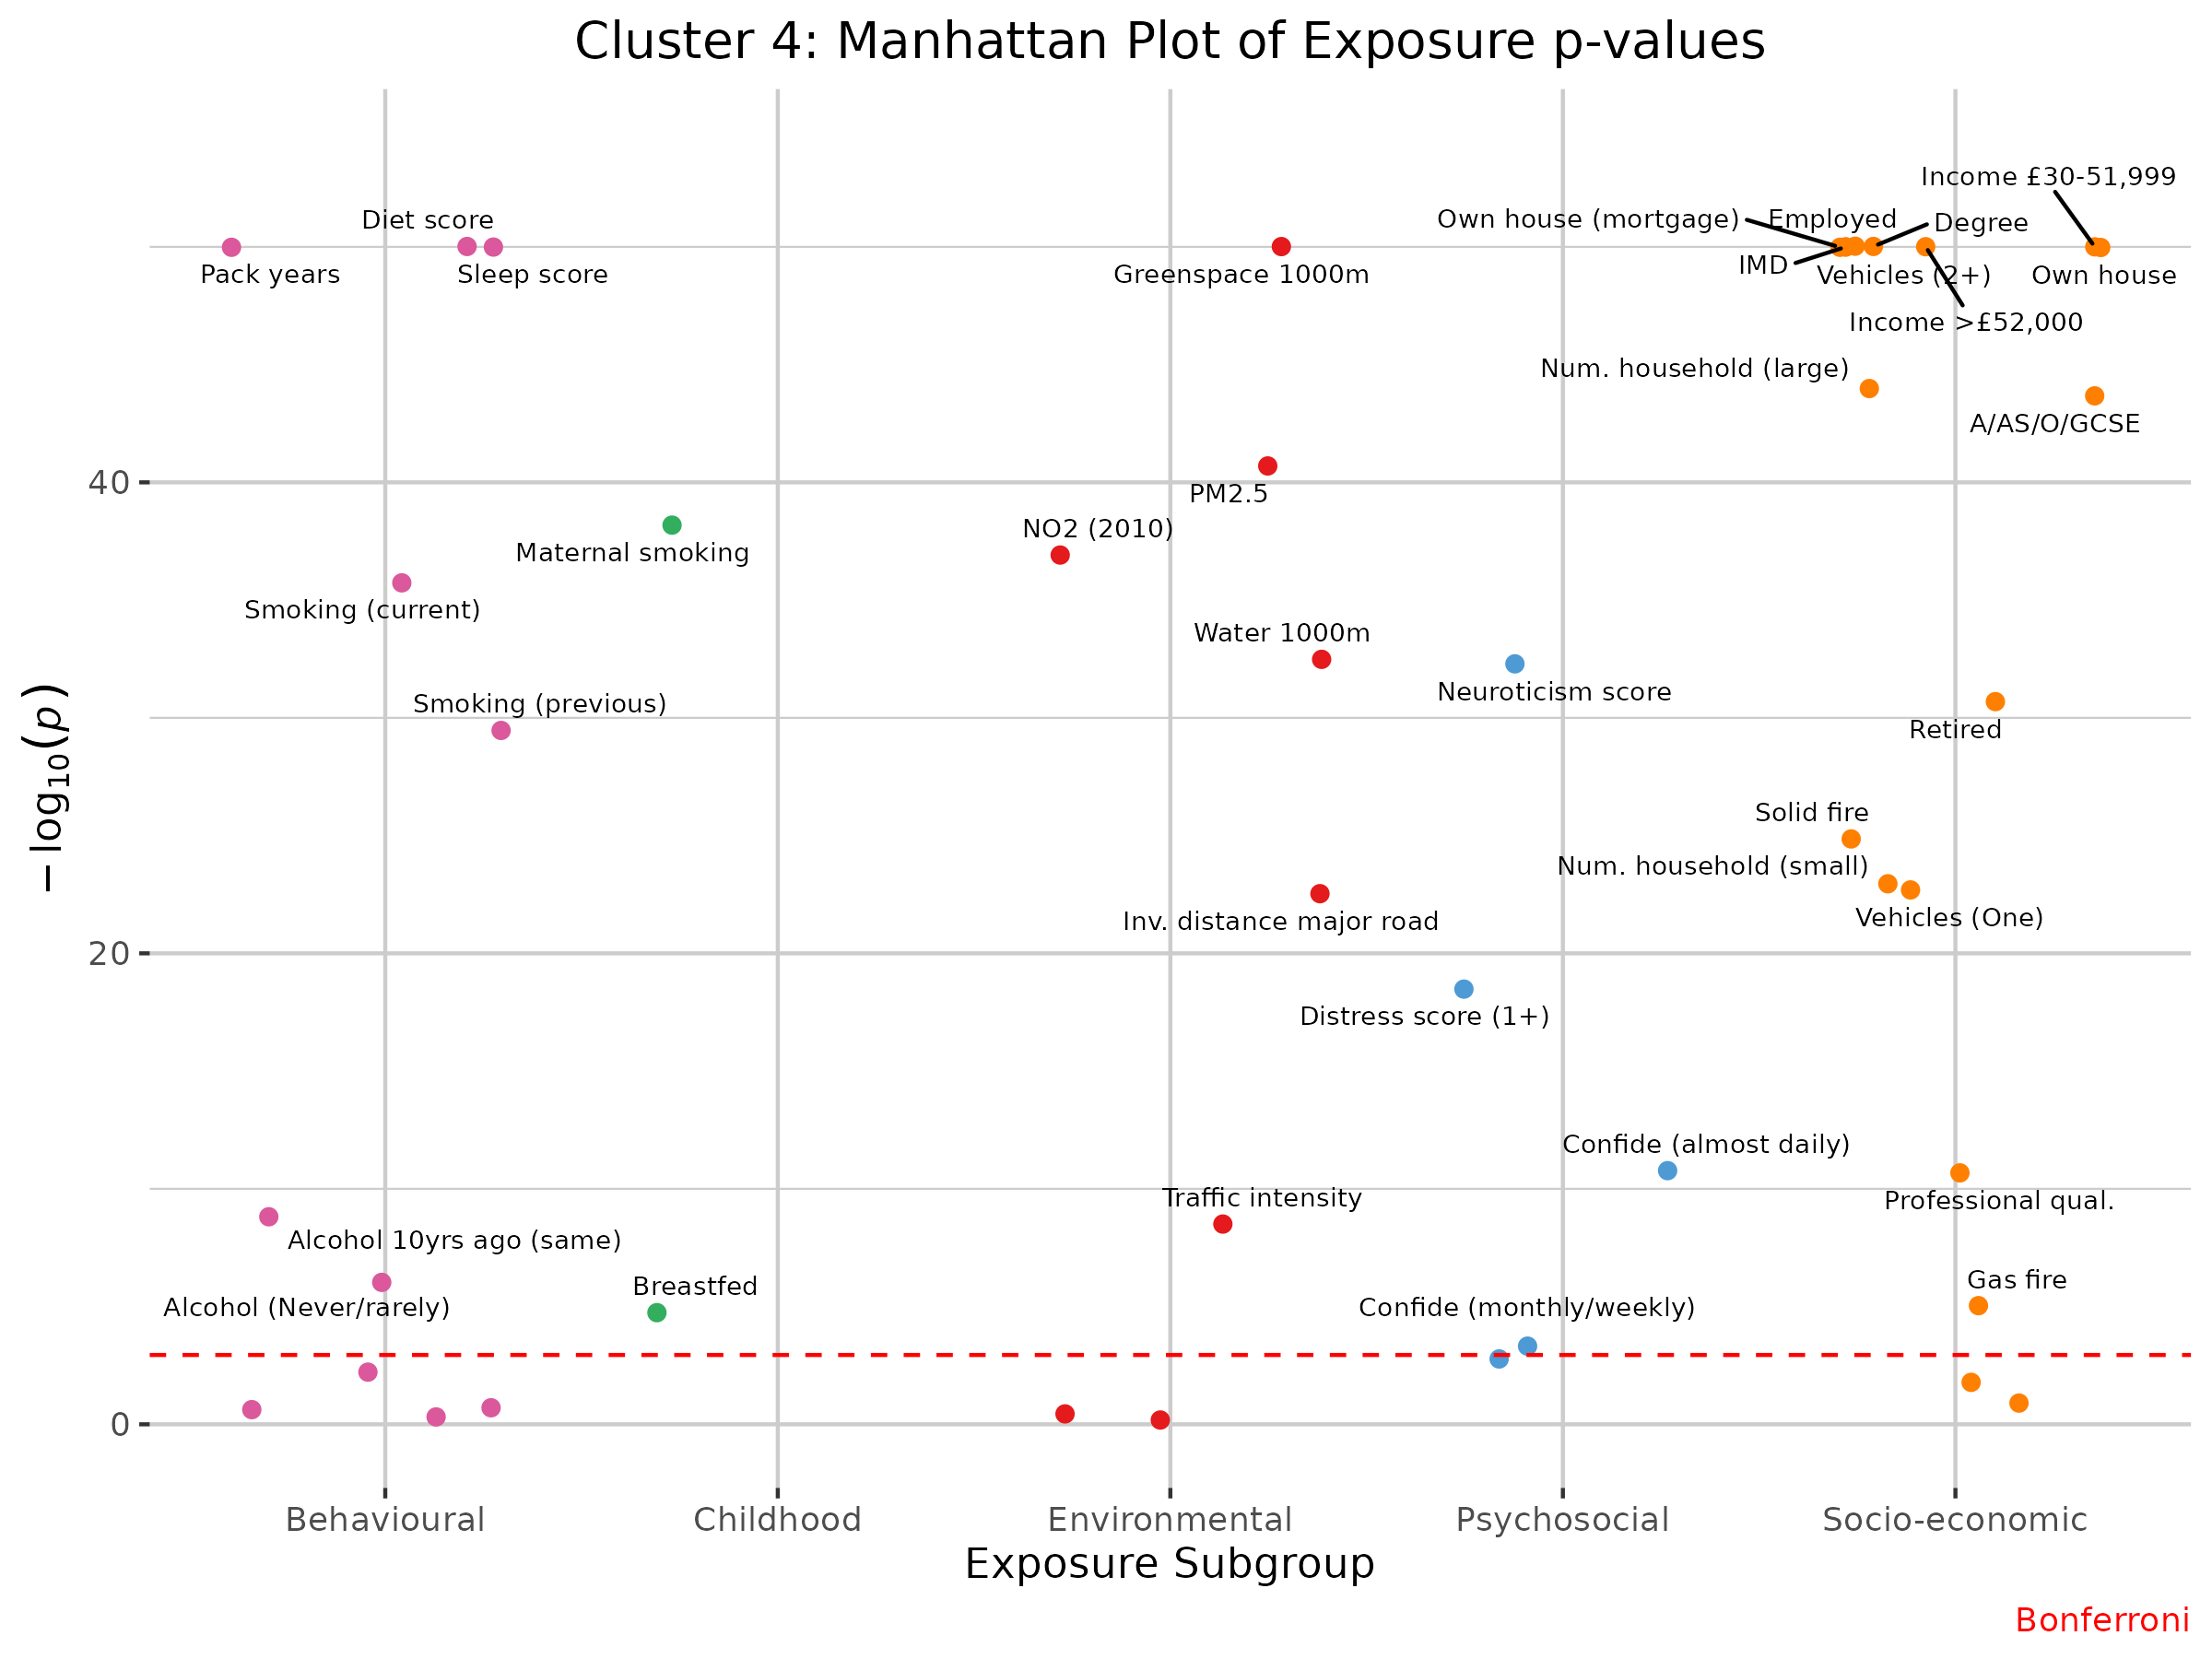 Cluster 4: Manhattan Plot of Exposure p-values
Income £30-51,999
Diet score
Own house (mortgage)
Employed
Degree
Pack years
Sleep score
Greenspace 1000m
IMD
Vehicles (2+)
Own house
Income >£52,000
Num. household (large)
A/AS/O/GCSE
40
PM2.5
NO2 (2010)
Maternal smoking
Smoking (current)
Water 1000m
Neuroticism score
Smoking (previous)
Retired
Solid fire
Num. household (small)
Vehicles (One)
Inv. distance major road
20
Distress score (1+)
Confide (almost daily)
Traffic intensity
Professional qual.
Alcohol 10yrs ago (same)
Breastfed
Gas fire
Alcohol (Never/rarely)
Confide (monthly/weekly)
0
−log10(p)
Behavioural
Childhood
Environmental
Psychosocial
Socio-economic
Exposure Subgroup
Bonferroni